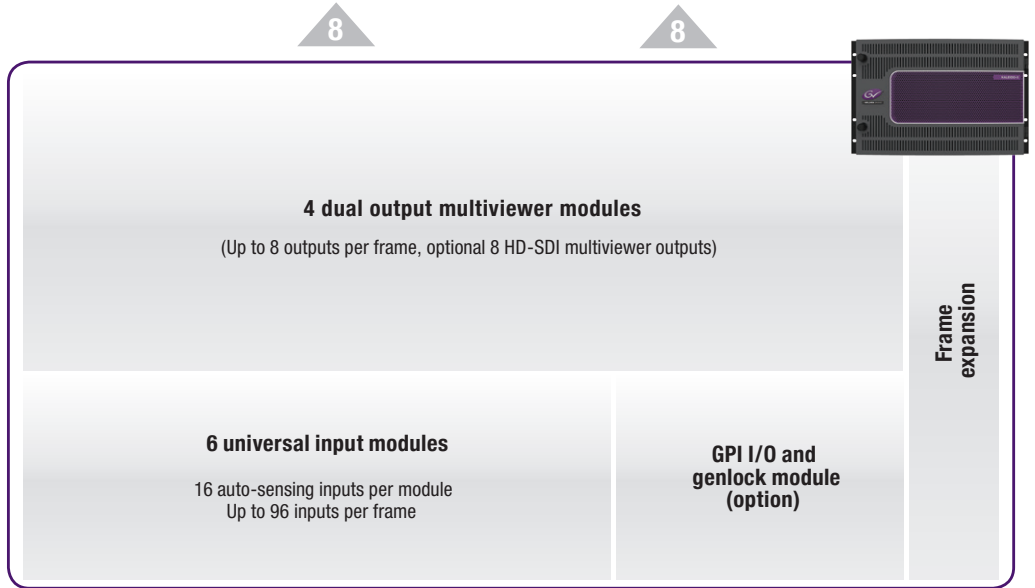 8
8
4 dual output multiviewer modules
(Up to 8 outputs per frame, optional 8 HD-SDI multiviewer outputs)
Frame
expansion
6 universal input modules
16 auto-sensing inputs per module
Up to 96 inputs per frame
GPI I/O and
genlock module
(option)